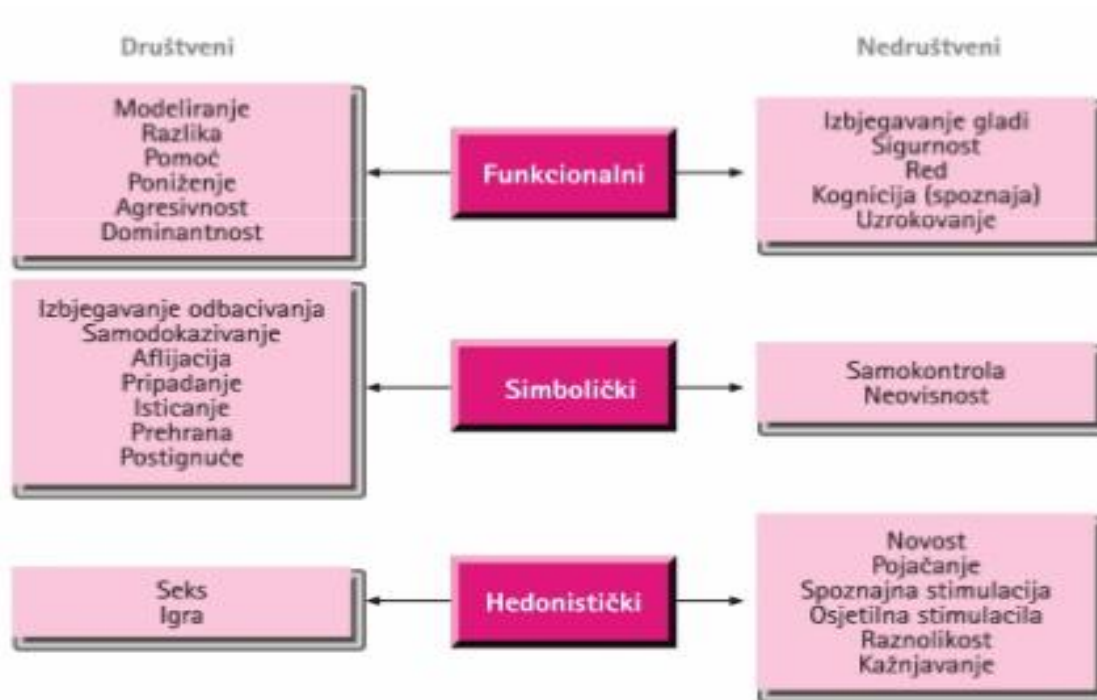 Društveni
Nedruštveni
Modeliranje
Razlika
Pomoć
Poniženje
Agresivnost
Dominantnost
Funkcionalni
Izbjegavanje gladi
Sigurnost
Red
Kognicija (spoznaja)
Uzrokovanje
Izbjegavanje odbacivanja
Samodokazivanje
Aflijacija
Pripadanje
Isticanje
Prehrana
Postignuće
Simbolički
Samokontrola
Neovisnost
Seks
Igra
Hedonistički
Novost
Pojačanje
Spoznajna stimulacija
Osjetilna stimulacila
Raznolikost
Kažnjavanje